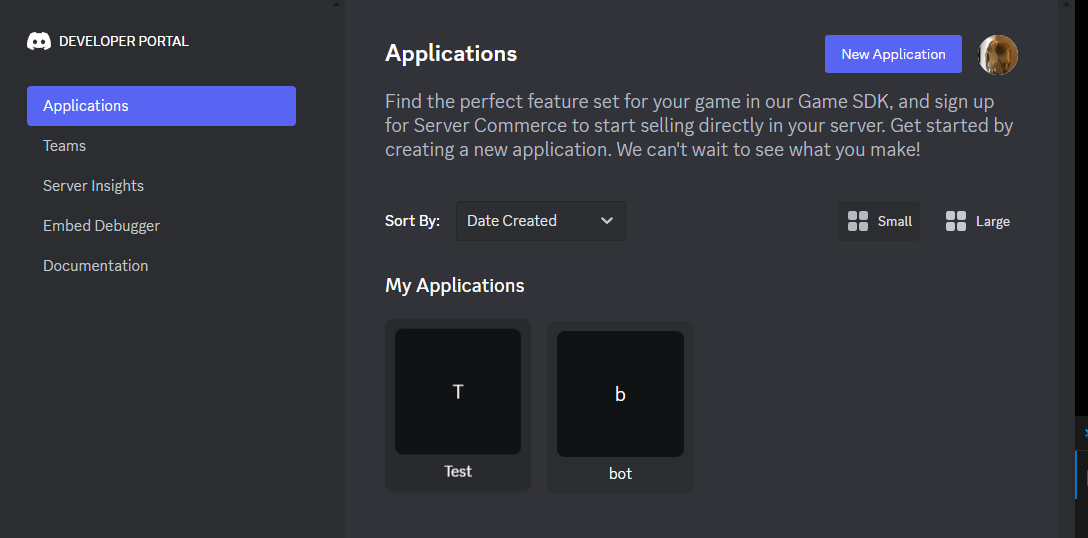 DEVELOPER PORTAL
Applications
Teams
Server Insights
Embed Debugger
Documentation
Applications
New Application
Find the perfect feature set for your game in our Game SDK, and sign up
for Server Commerce to start selling directly in your server. Get started by
creating a new application. We can't wait to see what you make!
Sort By: Date Created
Small Large
My Applications
T
Test
b
bot